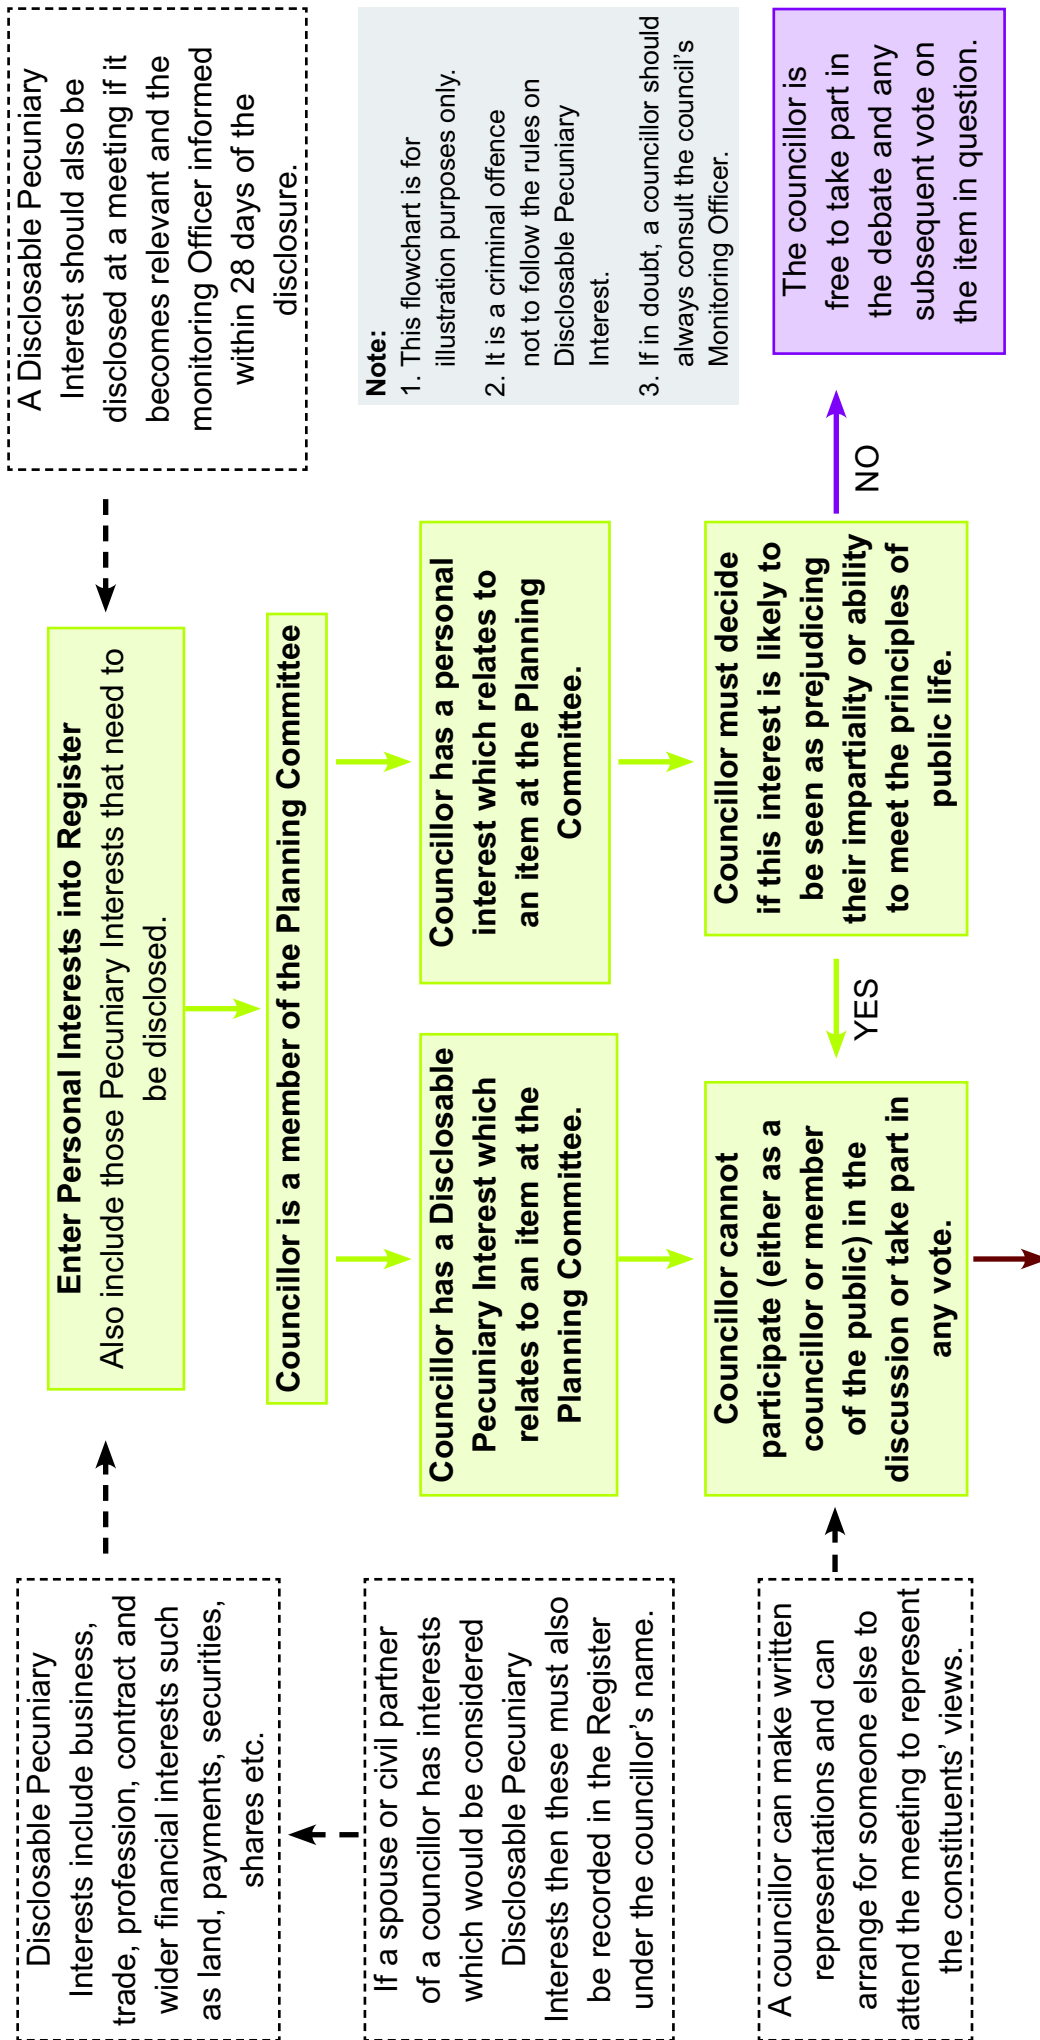 Disclosable Pecuniary
Interests include business,
trade, profession, contract and
wider financial interests such
as land, payments, securities,
shares etc.
Enter Personal Interests into Register
Also include those Pecuniary Interests that need to
be disclosed.
A Disclosable Pecuniary
Interest should also be
disclosed at a meeting if it
becomes relevant and the
monitoring Officer informed
within 28 days of the
disclosure.
Councillor is a member of the Planning Committee
If a spouse or civil partner
of a councillor has interests
which would be considered
Disclosable Pecuniary
Interests then these must also
be recorded in the Register
under the councillor's name.
Councillor has a Disclosable
Pecuniary Interest which
relates to an item at the
Planning Committee.
Councillor has a personal
interest which relates to
an item at the Planning
Committee.
Note:
1. This flowchart is for
illustration purposes only.
2. It is a criminal offence
not to follow the rules on
Disclosable Pecuniary
Interest.
3. If in doubt, a councillor should
always consult the council's
Monitoring Officer.
A councillor can make written
representations and can
arrange for someone else to
attend the meeting to represent
the constituents' views.
Councillor cannot
participate (either as a
councillor or member
of the public) in the
discussion or take part in
any vote.
YES
Councillor must decide
if this interest is likely to
be seen as prejudicing
their impartiality or ability
to meet the principles of
public life.
NO
The councillor is
free to take part in
the debate and any
subsequent vote on
the item in question.